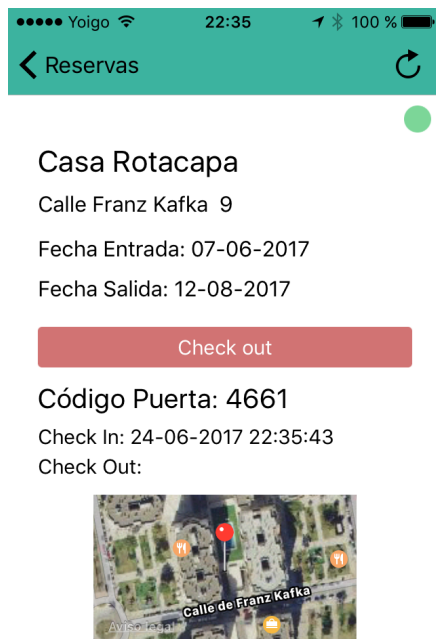 Yoigo 22:35 100 %
Reservas
Casa Rotacapa
Calle Franz Kafka 9
Fecha Entrada: 07-06-2017
Fecha Salida: 12-08-2017
Check out
Código Puerta: 4661
Check In: 24-06-2017 22:35:43
Check Out:
Calle de Franz Kafka
Aviso legal